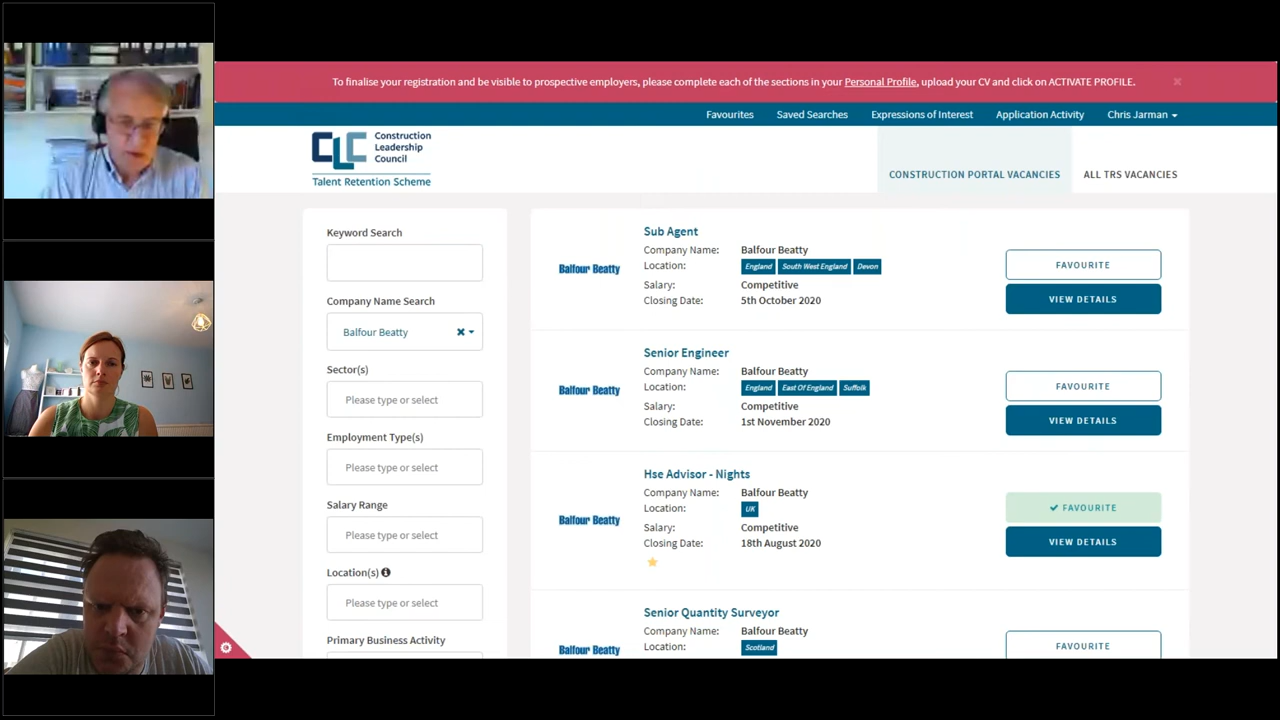 To finalise your registration and be visible to prospective employers, please complete each of the sections in your Personal Profile, upload your CV and click on ACTIVATE PROFILE.
Favourites Saved Searches Expressions of Interest Application Activity Chris Jarman
CLC Construction Leadership Council
Talent Retention Scheme
CONSTRUCTION PORTAL VACANCIES ALL TRS VACANCIES
Keyword Search
Company Name Search
Balfour Beatty
Sector(s)
Please type or select
Employment Type(s)
Please type or select
Salary Range
Please type or select
Location(s)
Please type or select
Primary Business Activity
Balfour Beatty
Sub Agent
Company Name: Balfour Beatty
Location: England South West England Devon
Salary: Competitive
Closing Date: 5th October 2020
FAVOURITE
VIEW DETAILS
Balfour Beatty
Senior Engineer
Company Name: Balfour Beatty
Location: England East Of England Suffolk
Salary: Competitive
Closing Date: 1st November 2020
FAVOURITE
VIEW DETAILS
Balfour Beatty
Hse Advisor - Nights
Company Name: Balfour Beatty
Location: UK
Salary: Competitive
Closing Date: 18th August 2020
FAVOURITE
VIEW DETAILS
Balfour Beatty
Senior Quantity Surveyor
Company Name: Balfour Beatty
Location: Scotland
FAVOURITE